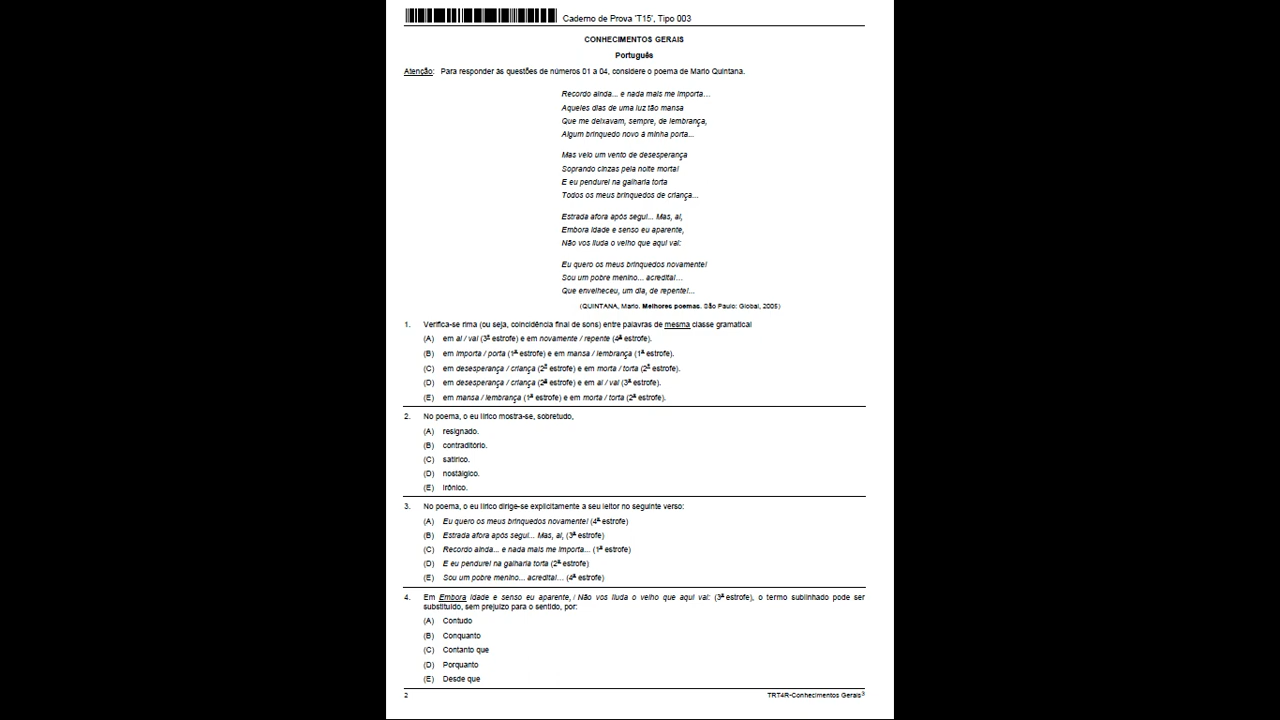 Caderno de Prova 'T15', Tipo 003
CONHECIMENTOS GERAIS
Português
Atenção: Para responder às questões de números 01 a 04, considere o poema de Mario Quintana.
Recordo ainda... e nada mais me importa...
Aqueles dias de uma luz tão mansa
Que me deixavam, sempre, de lembrança,
Algum brinquedo novo à minha porta...
Mas veio um vento de desesperança
Soprando cinzas pela noite morta!
E eu pendurei na galharia torta
Todos os meus brinquedos de criança...
Estrada afora após segui... Mas, ai,
Embora idade e senso eu aparente,
Não vos iluda o velho que aqui vai:
Eu quero os meus brinquedos novamente!
Sou um pobre menino... acreditai...
Que envelheceu, um dia, de repente!...
(QUINTANA, Mario. Melhores poemas. São Paulo: Global, 2005)
1. Verifica-se rima (ou seja, coincidência final de sons) entre palavras de mesma classe gramatical
(A) em ai / vai (3ª estrofe) e em novamente / repente (4ª estrofe).
(B) em importa / porta (1ª estrofe) e em mansa / lembrança (1ª estrofe).
(C) em desesperança / criança (2ª estrofe) e em morta / torta (2ª estrofe).
(D) em desesperança / criança (2ª estrofe) e em ai / vai (3ª estrofe).
(E) em mansa / lembrança (1ª estrofe) e em morta / torta (2ª estrofe).
2. No poema, o eu lírico mostra-se, sobretudo,
(A) resignado.
(B) contraditório.
(C) satírico.
(D) nostálgico.
(E) irônico.
3. No poema, o eu lírico dirige-se explicitamente a seu leitor no seguinte verso:
(A) Eu quero os meus brinquedos novamente! (4ª estrofe)
(B) Estrada afora após segui... Mas, ai, (3ª estrofe)
(C) Recordo ainda... e nada mais me importa... (1ª estrofe)
(D) E eu pendurei na galharia torta (2ª estrofe)
(E) Sou um pobre menino... acreditai... (4ª estrofe)
4. Em Embora idade e senso eu aparente, / Não vos iluda o velho que aqui vai: (3ª estrofe), o termo sublinhado pode ser
substituído, sem prejuízo para o sentido, por:
(A) Contudo
(B) Conquanto
(C) Contanto que
(D) Porquanto
(E) Desde que
2 TRT4R-Conhecimentos Gerais³